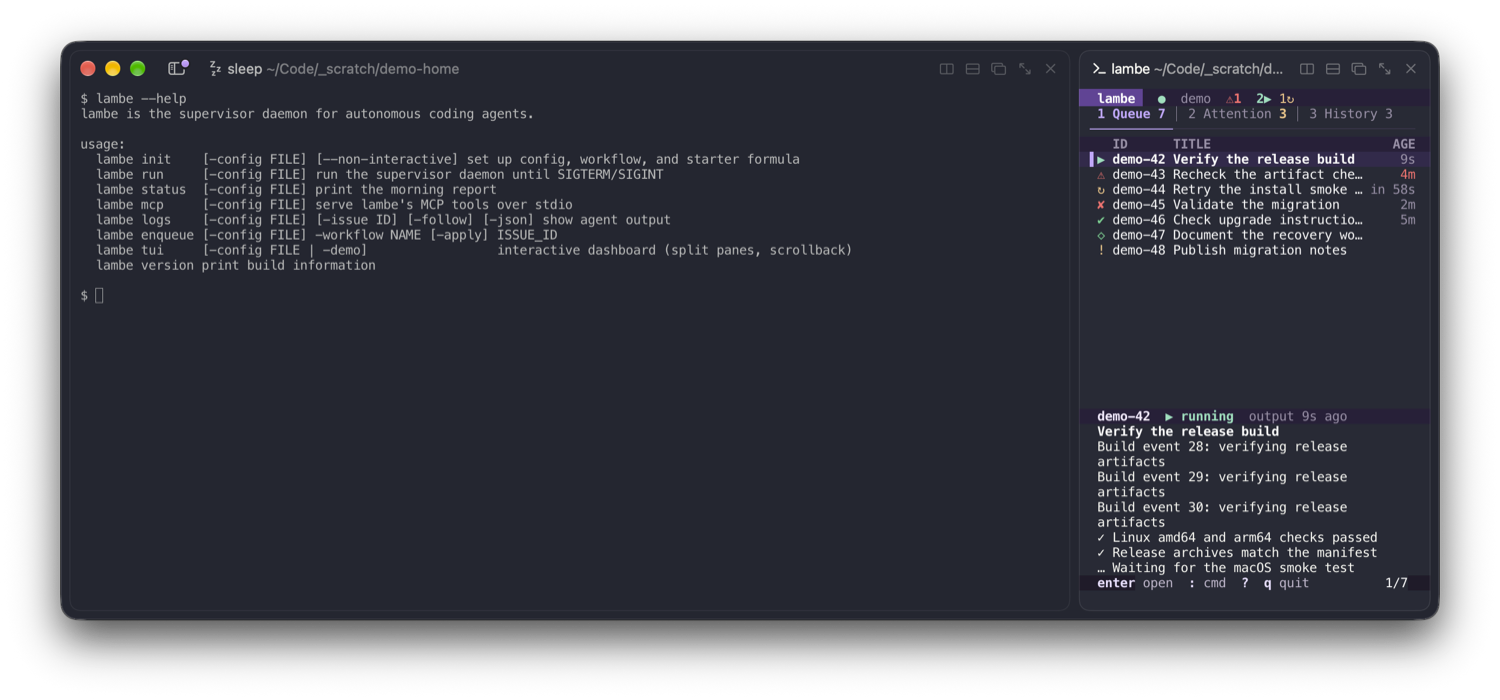 sleep ~/Code/_scratch/demo-home
$ lambe --help
lambe is the supervisor daemon for autonomous coding agents.
usage:
lambe init [-config FILE] [--non-interactive] set up config, workflow, and starter formula
lambe run [-config FILE] run the supervisor daemon until SIGTERM/SIGINT
lambe status [-config FILE] print the morning report
lambe mcp [-config FILE] serve lambe's MCP tools over stdio
lambe logs [-config FILE] [-issue ID] [-follow] [-json] show agent output
lambe enqueue [-config FILE] -workflow NAME [-apply] ISSUE_ID
lambe tui [-config FILE | -demo] interactive dashboard (split panes, scrollback)
lambe version print build information
$
lambe ~/Code/_scratch/d...
lambe ● demo ⚠1 2▶ 1↻
1 Queue 7 │ 2 Attention 3 │ 3 History 3
ID TITLE AGE
▶ demo-42 Verify the release build 9s
⚠ demo-43 Recheck the artifact che… 4m
↻ demo-44 Retry the install smoke … in 58s
✘ demo-45 Validate the migration 2m
✔ demo-46 Check upgrade instructio… 5m
◇ demo-47 Document the recovery wo…
! demo-48 Publish migration notes
demo-42 ▶ running output 9s ago
Verify the release build
Build event 28: verifying release
artifacts
Build event 29: verifying release
artifacts
Build event 30: verifying release
artifacts
✓ Linux amd64 and arm64 checks passed
✓ Release archives match the manifest
… Waiting for the macOS smoke test
enter open : cmd ? q quit 1/7